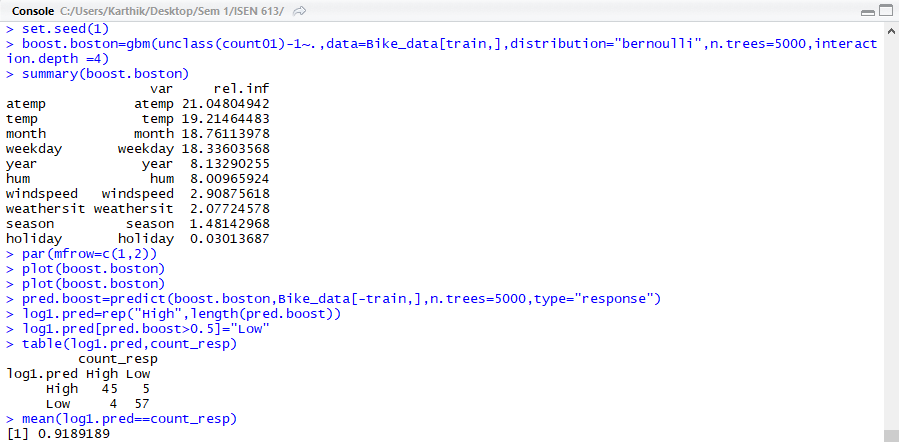 Console C:/Users/Karthik/Desktop/Sem 1/ISEN 613/
> set.seed(1)
> boost.boston=gbm(unclass(count01)-1~.,data=Bike_data[train,],distribution="bernoulli",n.trees=5000,interact
ion.depth =4)
> summary(boost.boston)
var rel.inf
atemp atemp 21.04804942
temp temp 19.21464483
month month 18.76113978
weekday weekday 18.33603568
year year 8.13290255
hum hum 8.00965924
windspeed windspeed 2.90875618
weathersit weathersit 2.07724578
season season 1.48142968
holiday holiday 0.03013687
> par(mfrow=c(1,2))
> plot(boost.boston)
> plot(boost.boston)
> pred.boost=predict(boost.boston,Bike_data[-train,],n.trees=5000,type="response")
> log1.pred=rep("High",length(pred.boost))
> log1.pred[pred.boost>0.5]="Low"
> table(log1.pred,count_resp)
count_resp
log1.pred High Low
High 45 5
Low 4 57
> mean(log1.pred==count_resp)
[1] 0.9189189